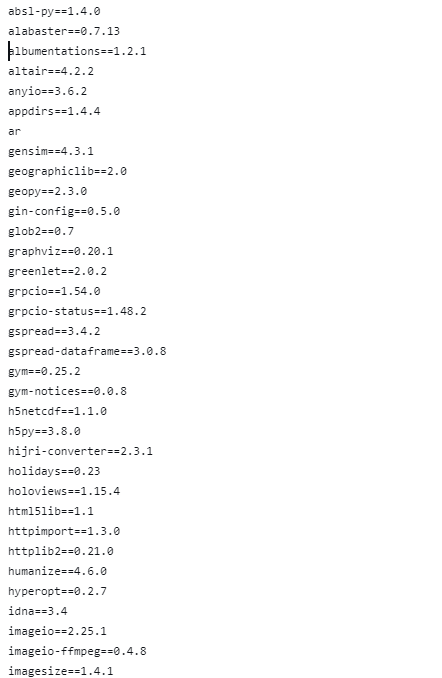 absl-py==1.4.0
alabaster==0.7.13
albumentations==1.2.1
altair==4.2.2
anyio==3.6.2
appdirs==1.4.4
ar
gensim==4.3.1
geographiclib==2.0
geopy==2.3.0
gin-config==0.5.0
glob2==0.7
graphviz==0.20.1
greenlet==2.0.2
grpcio==1.54.0
grpcio-status==1.48.2
gspread==3.4.2
gspread-dataframe==3.0.8
gym==0.25.2
gym-notices==0.0.8
h5netcdf==1.1.0
h5py==3.8.0
hijri-converter==2.3.1
holidays==0.23
holoviews==1.15.4
html5lib==1.1
httpimport==1.3.0
httplib2==0.21.0
humanize==4.6.0
hyperopt==0.2.7
idna==3.4
imageio==2.25.1
imageio-ffmpeg==0.4.8
imagesize==1.4.1